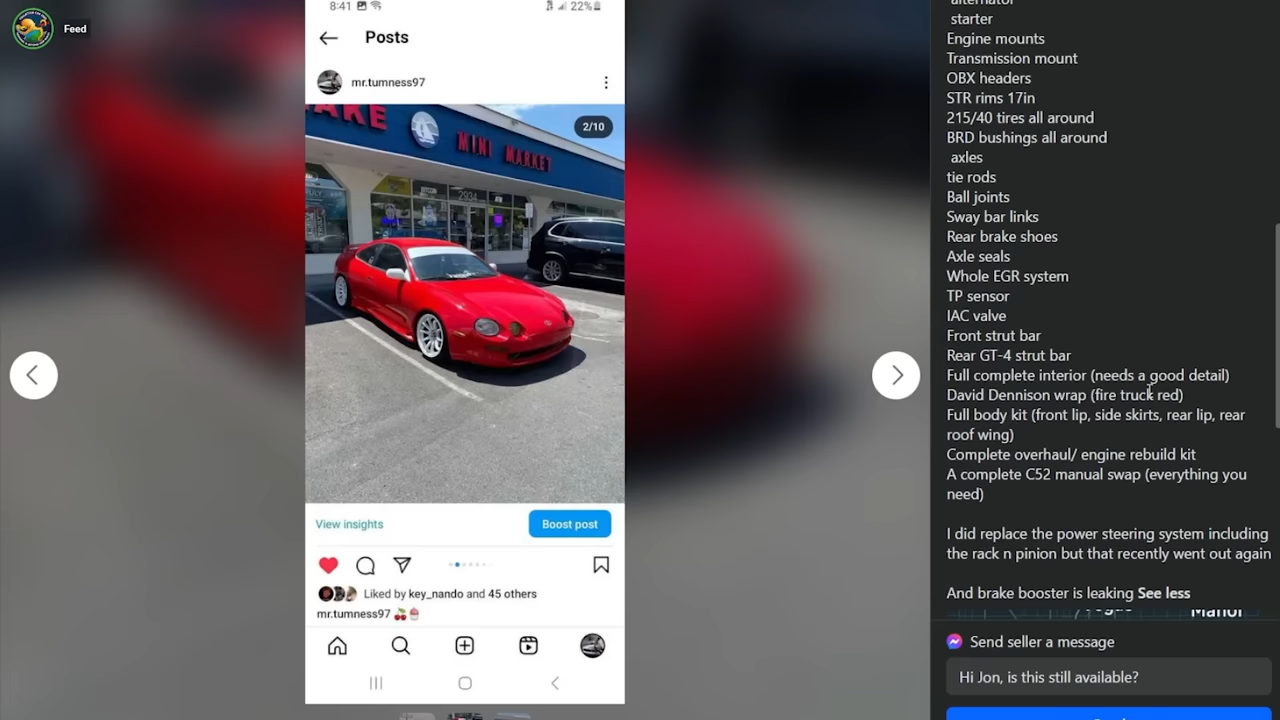 8:41
22%
Feed
Posts
mr.tumness97
2/10
AKE
MINI MARKET
2934
View insights
Boost post
Liked by key_nando and 45 others
mr.tumness97 🍒🧁
alternator
starter
Engine mounts
Transmission mount
OBX headers
STR rims 17in
215/40 tires all around
BRD bushings all around
axles
tie rods
Ball joints
Sway bar links
Rear brake shoes
Axle seals
Whole EGR system
TP sensor
IAC valve
Front strut bar
Rear GT-4 strut bar
Full complete interior (needs a good detail)
David Dennison wrap (fire truck red)
Full body kit (front lip, side skirts, rear lip, rear
roof wing)
Complete overhaul/ engine rebuild kit
A complete C52 manual swap (everything you
need)
I did replace the power steering system including
the rack n pinion but that recently went out again
And brake booster is leaking See less
Manor
Send seller a message
Hi Jon, is this still available?